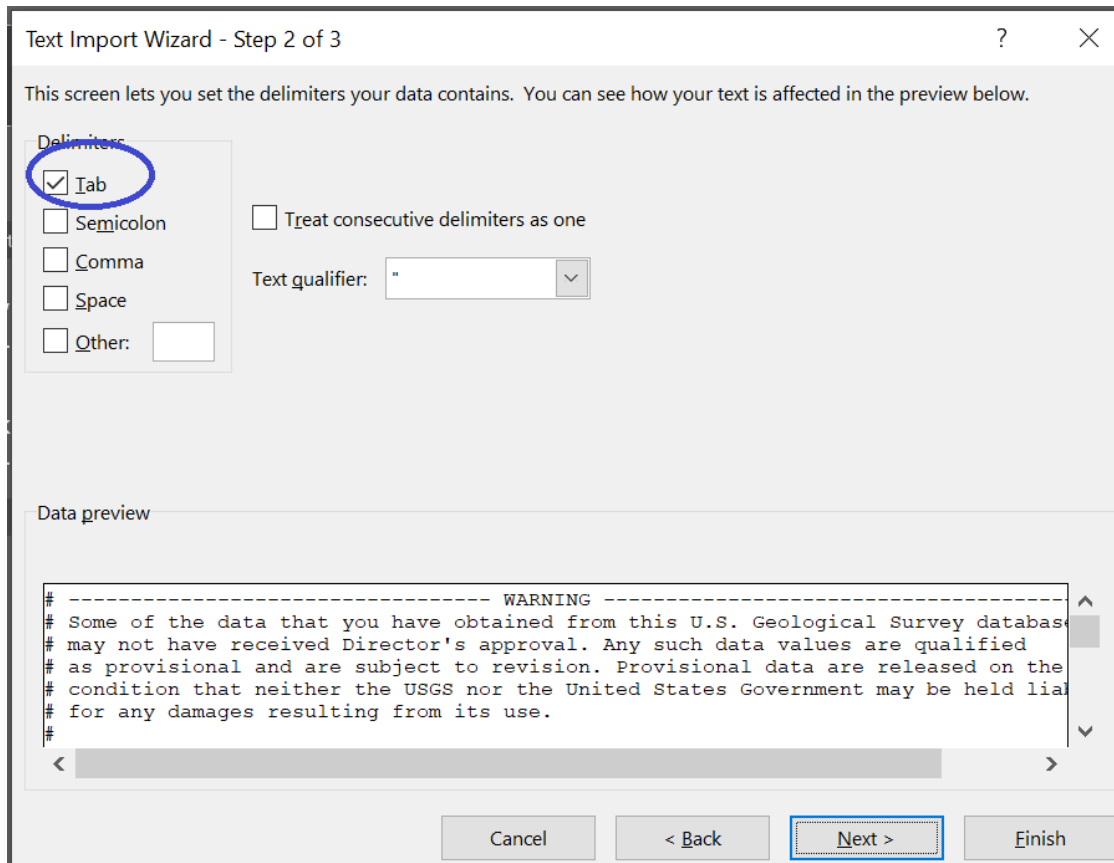 Text Import Wizard - Step 2 of 3
?
This screen lets you set the delimiters your data contains.  You can see how your text is affected in the preview below.
Delimiters
Tab
Semicolon
Treat consecutive delimiters as one
Comma
Text qualifier: "
Space
Other:
Data preview
# ---------------------------------- WARNING --------------------------------------
# Some of the data that you have obtained from this U.S. Geological Survey database
# may not have received Director's approval. Any such data values are qualified
# as provisional and are subject to revision. Provisional data are released on the
# condition that neither the USGS nor the United States Government may be held lia
# for any damages resulting from its use.
#
Cancel
< Back
Next >
Finish